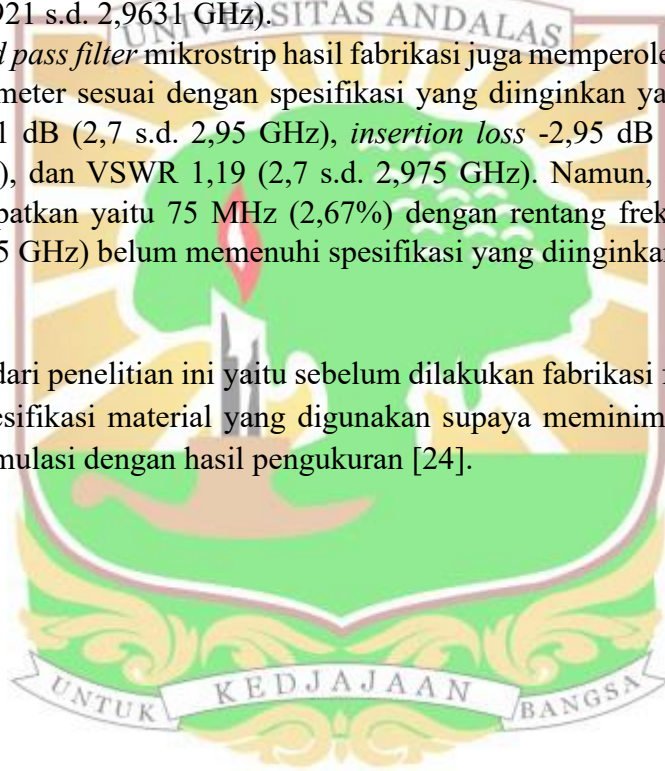 921 s.d. 2,9631 GHz).
UNIVERSITAS ANDALAS
d pass filter mikrostrip hasil fabrikasi juga memperole
meter sesuai dengan spesifikasi yang diinginkan ya
1 dB (2,7 s.d. 2,95 GHz), insertion loss -2,95 dB
), dan VSWR 1,19 (2,7 s.d. 2,975 GHz). Namun,
patkan yaitu 75 MHz (2,67%) dengan rentang frek
5 GHz) belum memenuhi spesifikasi yang diinginkan
dari penelitian ini yaitu sebelum dilakukan fabrikasi
esifikasi material yang digunakan supaya meminim
mulasi dengan hasil pengukuran [24].
UNTUK KEDJAJAAN BANGSA